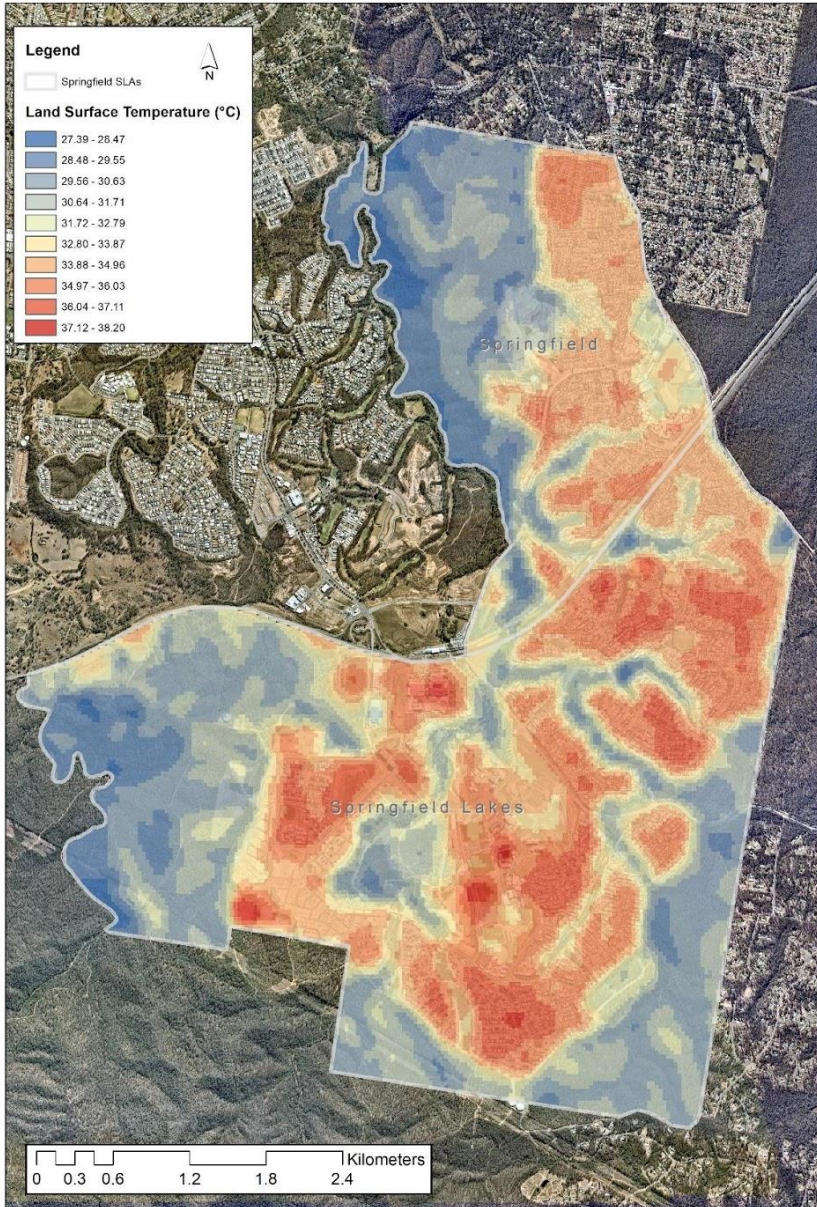 Legend
N
Springfield SLAs
Land Surface Temperature (°C)
27.39 - 28.47
28.48 - 29.55
29.56 - 30.63
30.64 - 31.71
31.72 - 32.79
32.80 - 33.87
33.88 - 34.96
34.97 - 36.03
36.04 - 37.11
37.12 - 38.20
Springfield
Springfield Lakes
Kilometers
0 0.3 0.6 1.2 1.8 2.4